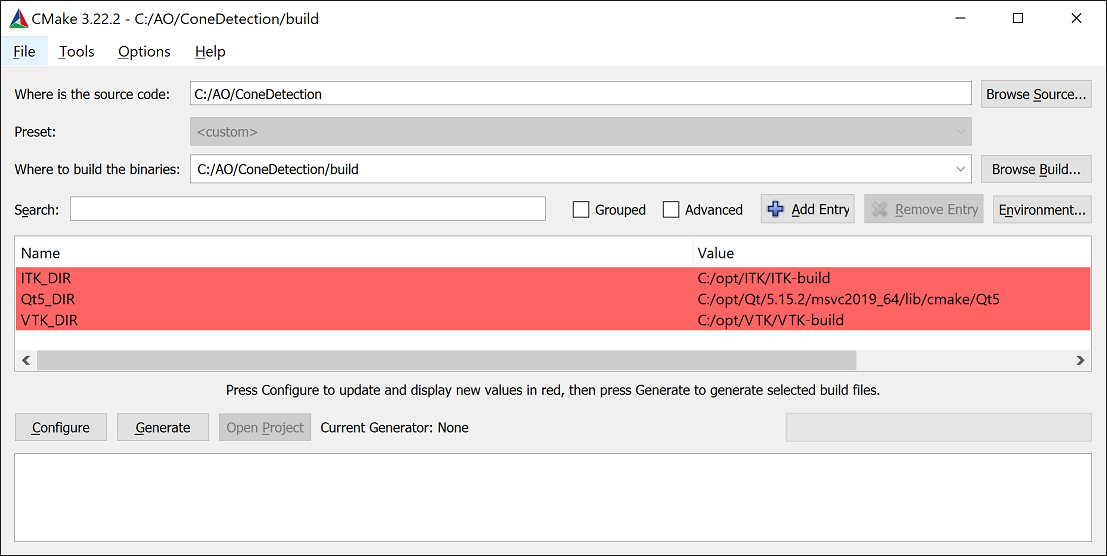 CMake 3.22.2 - C:/AO/ConeDetection/build
File Tools Options Help
Where is the source code: C:/AO/ConeDetection Browse Source...
Preset: <custom>
Where to build the binaries: C:/AO/ConeDetection/build Browse Build...
Search: Grouped Advanced Add Entry Remove Entry Environment...
Name Value
ITK_DIR C:/opt/ITK/ITK-build
Qt5_DIR C:/opt/Qt/5.15.2/msvc2019_64/lib/cmake/Qt5
VTK_DIR C:/opt/VTK/VTK-build
Press Configure to update and display new values in red, then press Generate to generate selected build files.
Configure Generate Open Project Current Generator: None